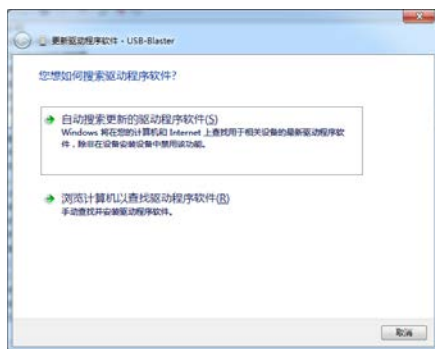 更新驱动程序软件 - USB-Blaster
您想如何搜索驱动程序软件?
自动搜索更新的驱动程序软件(S)
Windows 将在您的计算机和 Internet 上查找用于相关设备的最新驱动程序软
件，除非在设备安装设置中禁用该功能。
浏览计算机以查找驱动程序软件(R)
手动查找并安装驱动程序软件。
取消